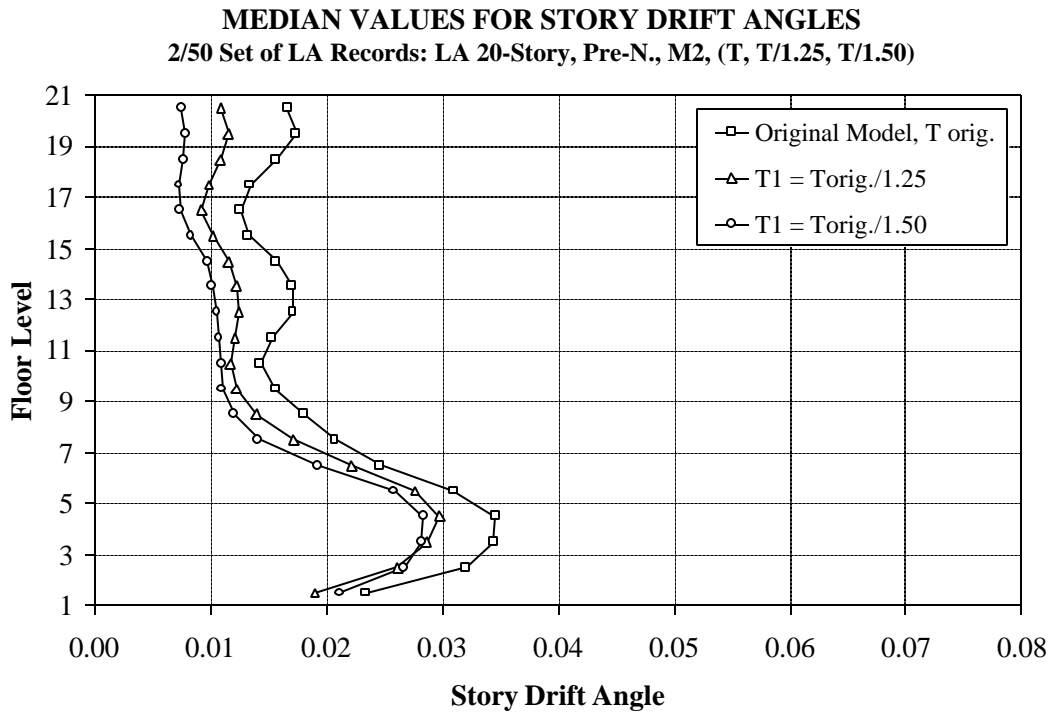 MEDIAN VALUES FOR STORY DRIFT ANGLES
2/50 Set of LA Records: LA 20-Story, Pre-N., M2, (T, T/1.25, T/1.50)
21
19
17
15
13
11
9
7
5
3
1
Floor Level
Original Model, T orig.
T1 = Torig./1.25
T1 = Torig./1.50
0.00 0.01 0.02 0.03 0.04 0.05 0.06 0.07 0.08
Story Drift Angle